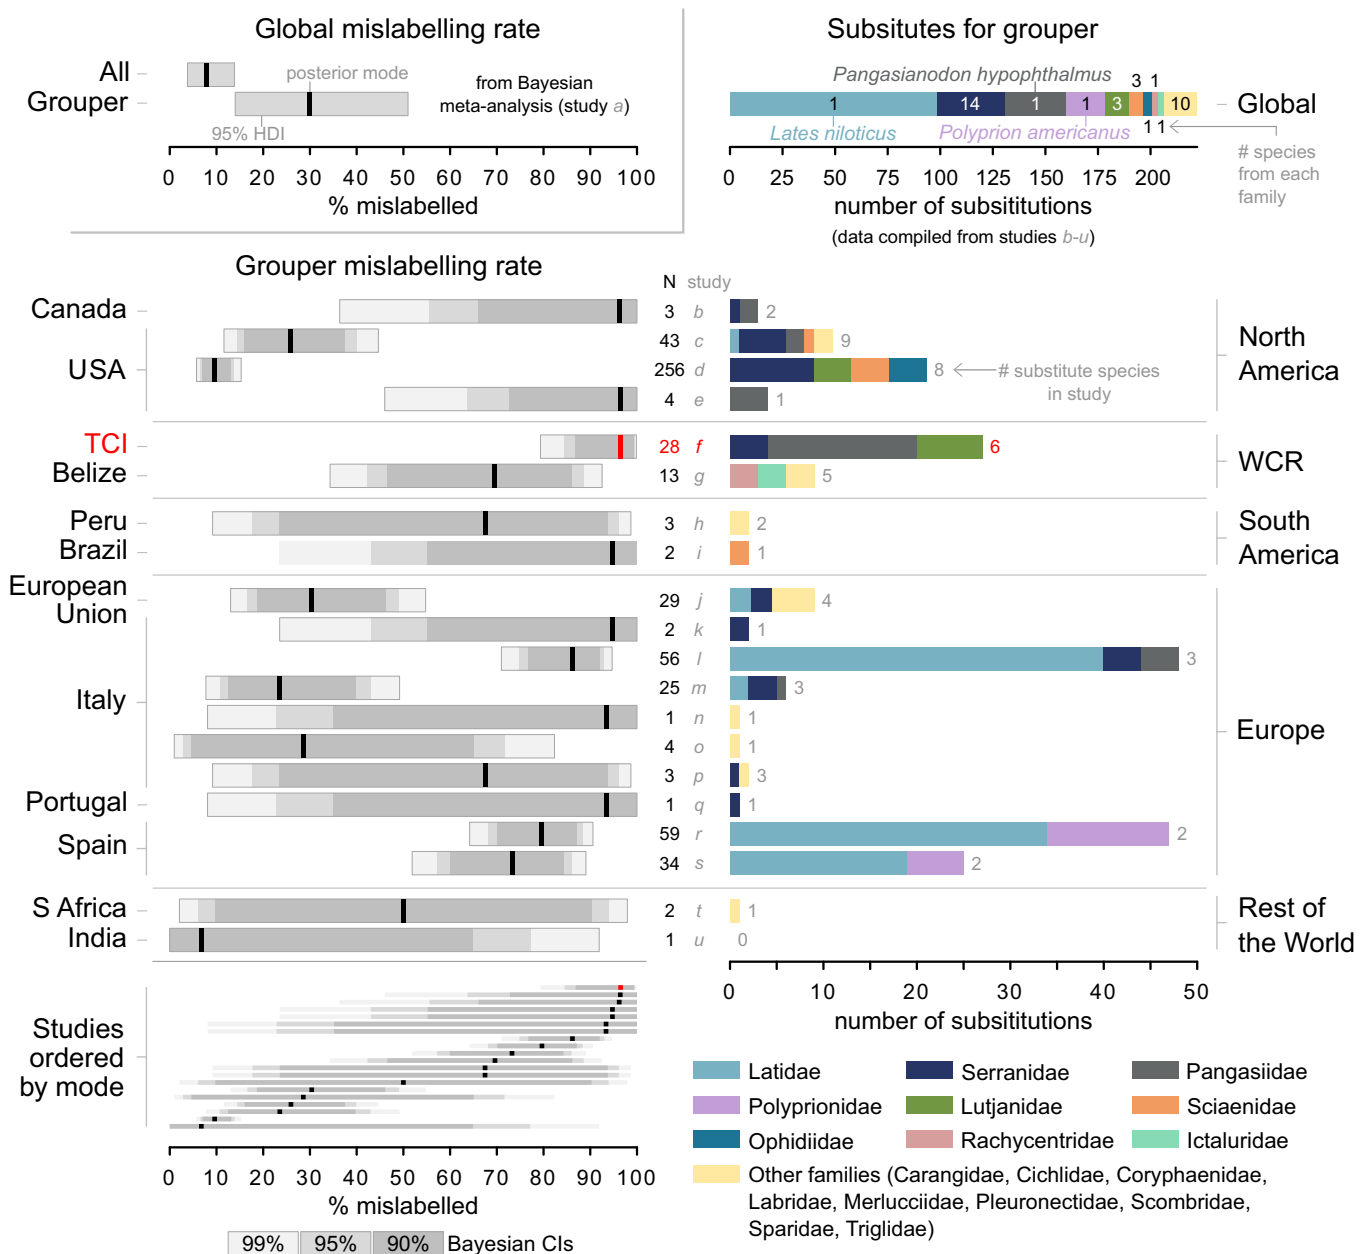 Global mislabelling rate
All
Grouper
posterior mode
95% HDI
from Bayesian
meta-analysis (study a)
0 10 20 30 40 50 60 70 80 90 100
% mislabelled
Subsitutes for grouper
Pangasianodon hypophthalmus
3 1
1 14 1 1 3 10
Global
Lates niloticus
Polyprion americanus
1 1
# species
from each
family
0 25 50 75 100 125 150 175 200
number of subsititutions
(data compiled from studies b-u)
Grouper mislabelling rate
N study
Canada 3 b 2
43 c 9
USA 256 d 8
# substitute species
in study
4 e 1
North
America
TCI 28 f 6
Belize 13 g 5
WCR
Peru 3 h 2
Brazil 2 i 1
South
America
European
Union
29 j 4
2 k 1
56 l 3
Italy 25 m 3
1 n 1
4 o 1
3 p 3
Portugal 1 q 1
59 r 2
Spain
34 s 2
Europe
S Africa 2 t 1
India 1 u 0
Rest of
the World
0 10 20 30 40 50
number of subsititutions
Studies
ordered
by mode
0 10 20 30 40 50 60 70 80 90 100
% mislabelled
99% 95% 90% Bayesian CIs
Latidae Serranidae Pangasiidae
Polyprionidae Lutjanidae Sciaenidae
Ophidiidae Rachycentridae Ictaluridae
Other families (Carangidae, Cichlidae, Coryphaenidae,
Labridae, Merlucciidae, Pleuronectidae, Scombridae,
Sparidae, Triglidae)